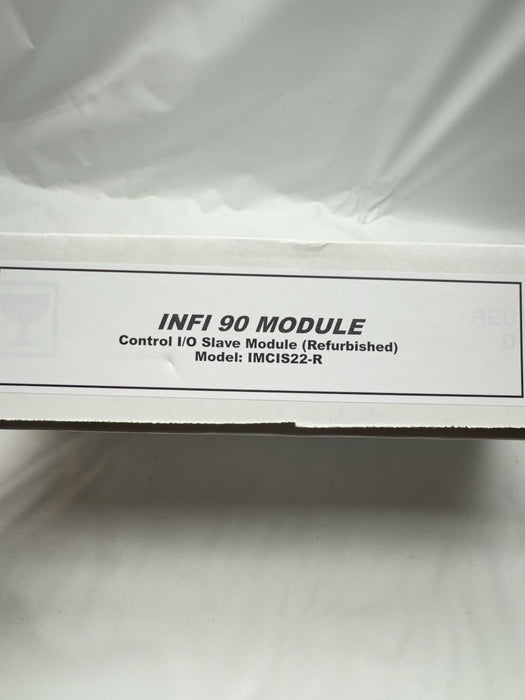 INFI 90 MODULE
Control I/O Slave Module (Refurbished)
Model: IMCIS22-R